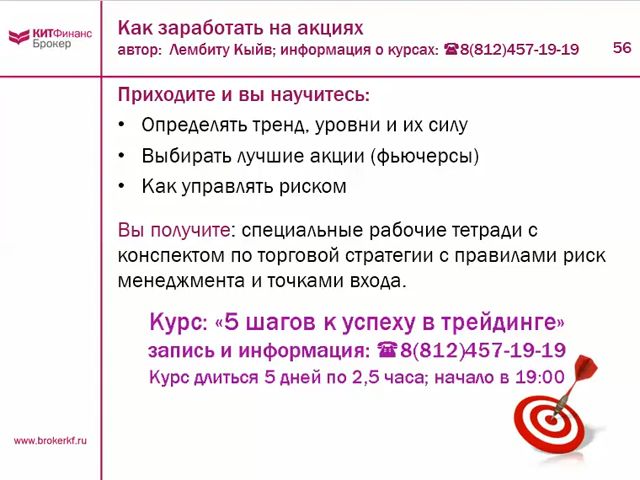 КИТФинанс
Брокер
Как заработать на акциях
автор: Лембиту Кыйв; информация о курсах: ☎8(812)457-19-19
56
Приходите и вы научитесь:
• Определять тренд, уровни и их силу
• Выбирать лучшие акции (фьючерсы)
• Как управлять риском
Вы получите: специальные рабочие тетради с
конспектом по торговой стратегии с правилами риск
менеджмента и точками входа.
Курс: «5 шагов к успеху в трейдинге»
запись и информация: ☎8(812)457-19-19
Курс длиться 5 дней по 2,5 часа; начало в 19:00
www.brokerkf.ru